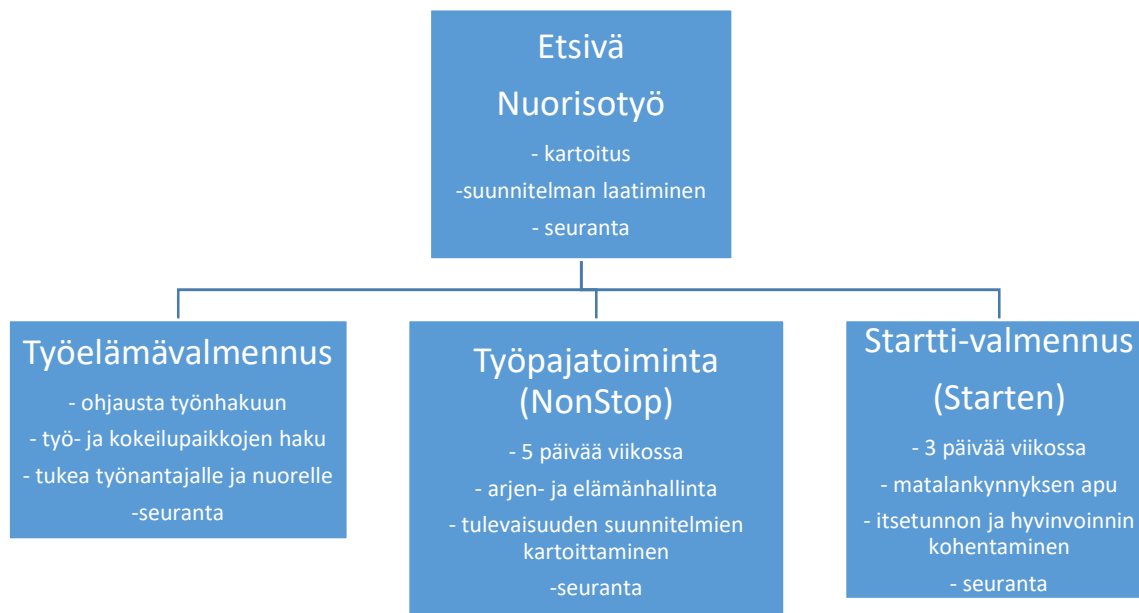 Etsivä
Nuorisotyö
- kartoitus
-suunnitelman laatiminen
- seuranta
Työelämävalmennus
- ohjausta työnhakuun
- työ- ja kokeilupaikkojen haku
- tukea työnantajalle ja nuorelle
-seuranta
Työpajatoiminta
(NonStop)
- 5 päivää viikossa
- arjen- ja elämänhallinta
- tulevaisuuden suunnitelmien
kartoittaminen
-seuranta
Startti-valmennus
(Starten)
- 3 päivää viikossa
- matalankynnyksen apu
- itsetunnon ja hyvinvoinnin
kohentaminen
- seuranta